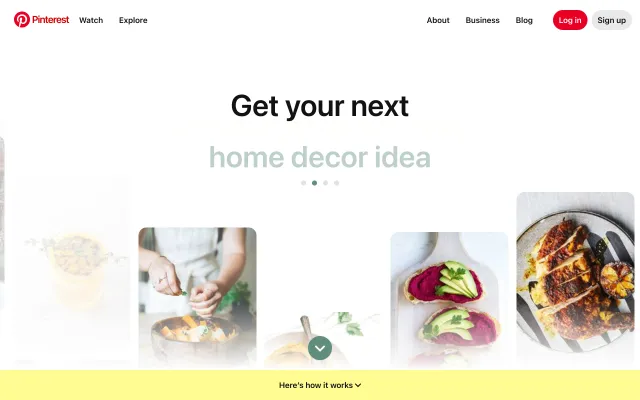 Pinterest
Watch
Explore
About
Business
Blog
Log in
Sign up
Get your next
home decor idea
Here's how it works